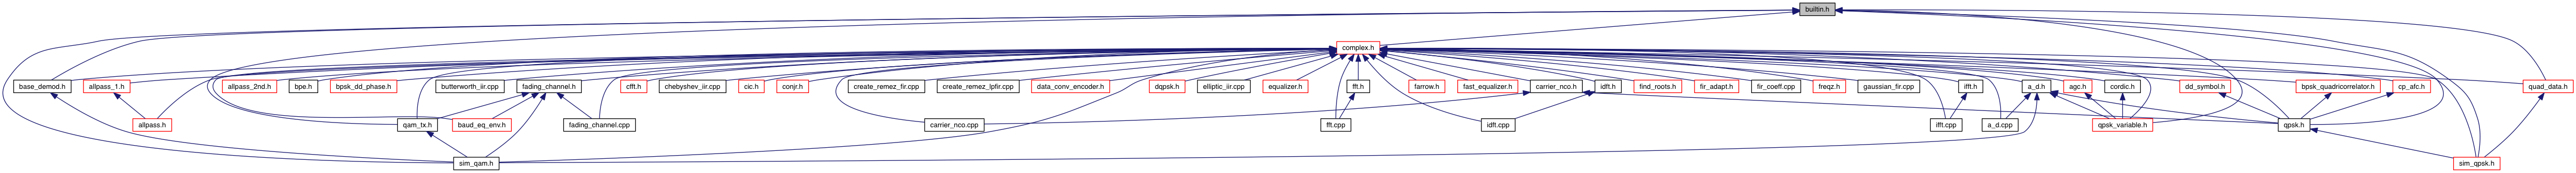 builtin.h
complex.h
base_demod.h
allpass_1.h
allpass_2nd.h
bpe.h
bpsk_dd_phase.h
butterworth_iir.cpp
fading_channel.h
cfft.h
chebyshev_iir.cpp
cic.h
conjr.h
create_remez_fir.cpp
create_remez_lpfir.cpp
data_conv_encoder.h
dqpsk.h
elliptic_iir.cpp
equalizer.h
fft.h
farrow.h
fast_equalizer.h
carrier_nco.h
idft.h
find_roots.h
fir_adapt.h
fir_coeff.cpp
freqz.h
gaussian_fir.cpp
ifft.h
a_d.h
agc.h
cordic.h
dd_symbol.h
bpsk_quadricorrelator.h
cp_afc.h
quad_data.h
allpass.h
qam_tx.h
baud_eq_env.h
fading_channel.cpp
carrier_nco.cpp
fft.cpp
idft.cpp
ifft.cpp
a_d.cpp
qpsk_variable.h
qpsk.h
sim_qam.h
sim_qpsk.h